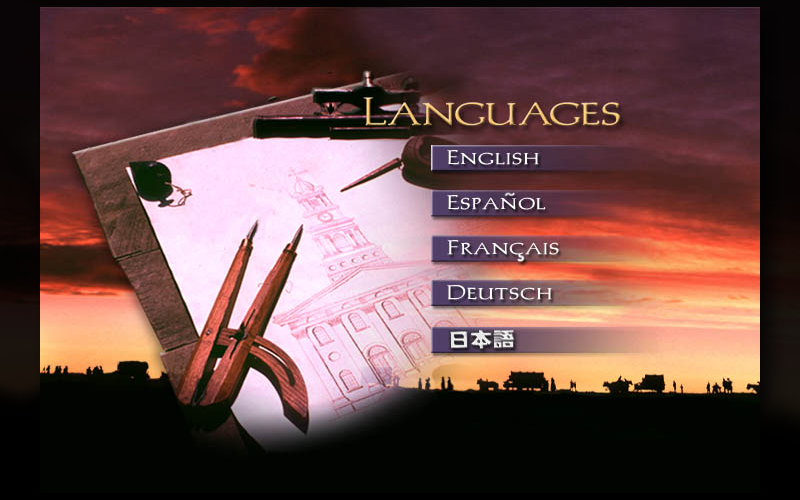 LANGUAGES
ENGLISH
ESPAÑOL
FRANÇAIS
DEUTSCH
日本語